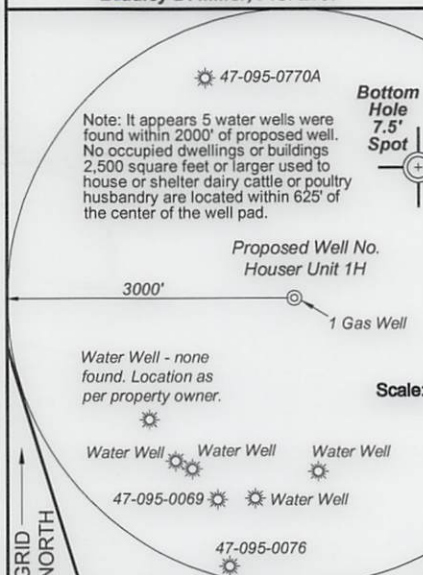 47-095-0770A
Bottom
Hole
7.5'
Spot
Note: It appears 5 water wells were
found within 2000' of proposed well.
No occupied dwellings or buildings
2,500 square feet or larger used to
house or shelter dairy cattle or poultry
husbandry are located within 625' of
the center of the well pad.
Proposed Well No.
Houser Unit 1H
3000'
1 Gas Well
Water Well - none
found. Location as
per property owner.
Scale:
Water Well
Water Well
Water Well
47-095-0069
Water Well
47-095-0076
GRID
NORTH